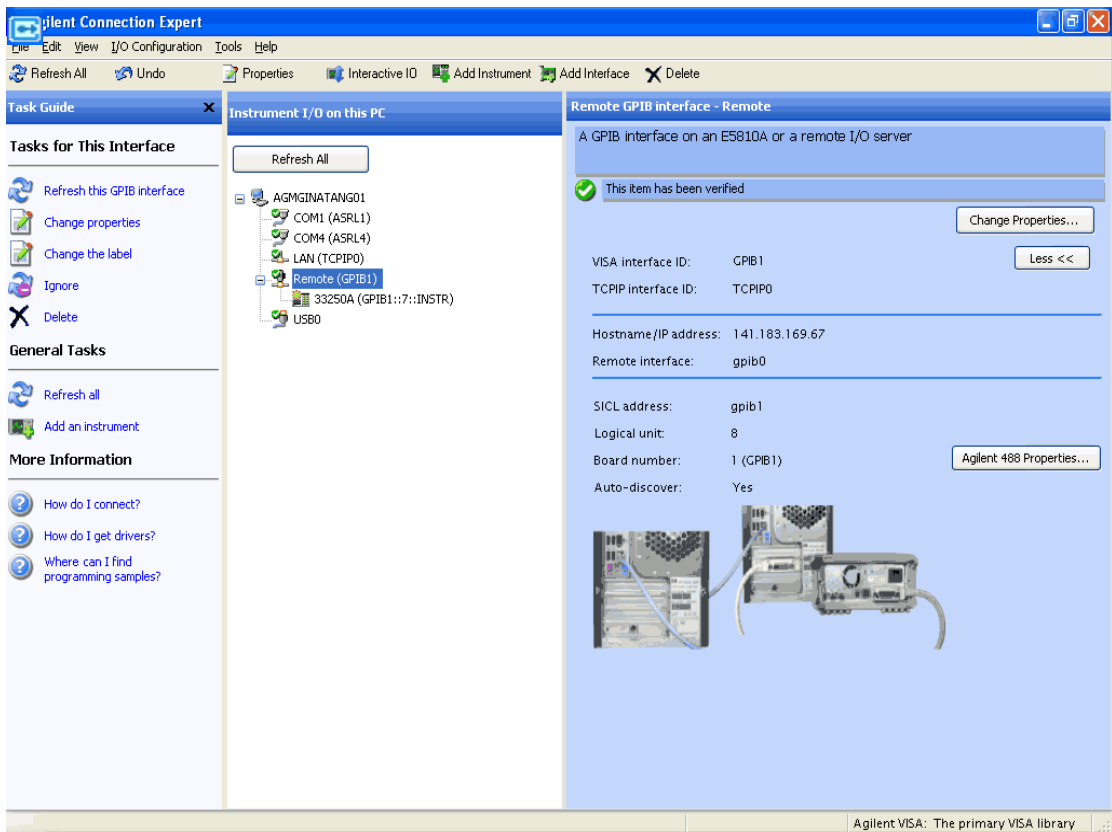 gilent Connection Expert
File Edit View I/O Configuration Tools Help
Refresh All Undo Properties Interactive IO Add Instrument Add Interface Delete
Task Guide
Tasks for This Interface
Refresh this GPIB interface
Change properties
Change the label
Ignore
Delete
General Tasks
Refresh all
Add an instrument
More Information
How do I connect?
How do I get drivers?
Where can I find
programming samples?
Instrument I/O on this PC
Refresh All
AGMGINATANG01
COM1 (ASRL1)
COM4 (ASRL4)
LAN (TCPIP0)
Remote (GPIB1)
33250A (GPIB1::7::INSTR)
USB0
Remote GPIB interface - Remote
A GPIB interface on an E5810A or a remote I/O server
This item has been verified
Change Properties...
VISA interface ID: GPIB1
Less <<
TCPIP interface ID: TCPIP0
Hostname/IP address: 141.183.169.67
Remote interface: gpib0
SICL address: gpib1
Logical unit: 8
Board number: 1 (GPIB1)
Agilent 488 Properties...
Auto-discover: Yes
Agilent VISA: The primary VISA library